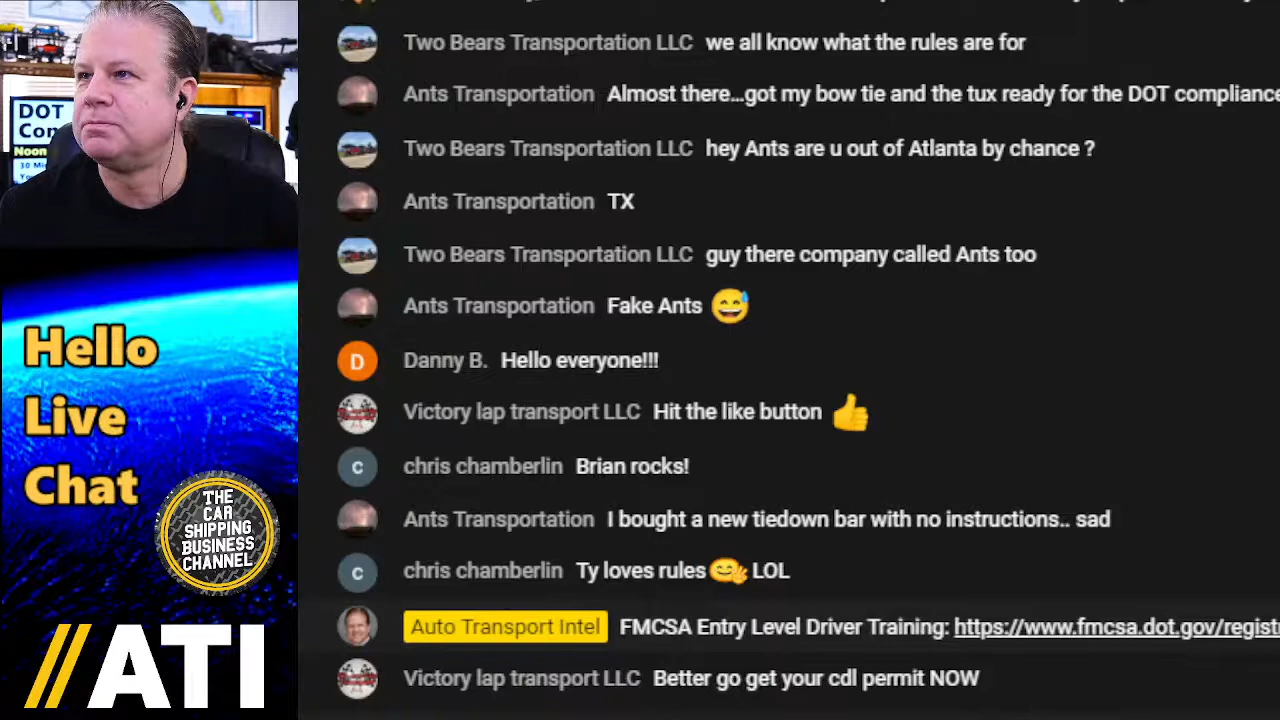 DOT
Con
Noon
30 Mi
Yo
Hello
Live
Chat
THE
CAR
SHIPPING
BUSINESS
CHANNEL
//ATI
Two Bears Transportation LLC we all know what the rules are for
Ants Transportation Almost there...got my bow tie and the tux ready for the DOT compliance
Two Bears Transportation LLC hey Ants are u out of Atlanta by chance ?
Ants Transportation TX
Two Bears Transportation LLC guy there company called Ants too
Ants Transportation Fake Ants 😅
D Danny B. Hello everyone!!!
Victory lap transport LLC Hit the like button 👍
c chris chamberlin Brian rocks!
Ants Transportation I bought a new tiedown bar with no instructions.. sad
c chris chamberlin Ty loves rules 🤗 LOL
Auto Transport Intel FMCSA Entry Level Driver Training: https://www.fmcsa.dot.gov/regist
Victory lap transport LLC Better go get your cdl permit NOW